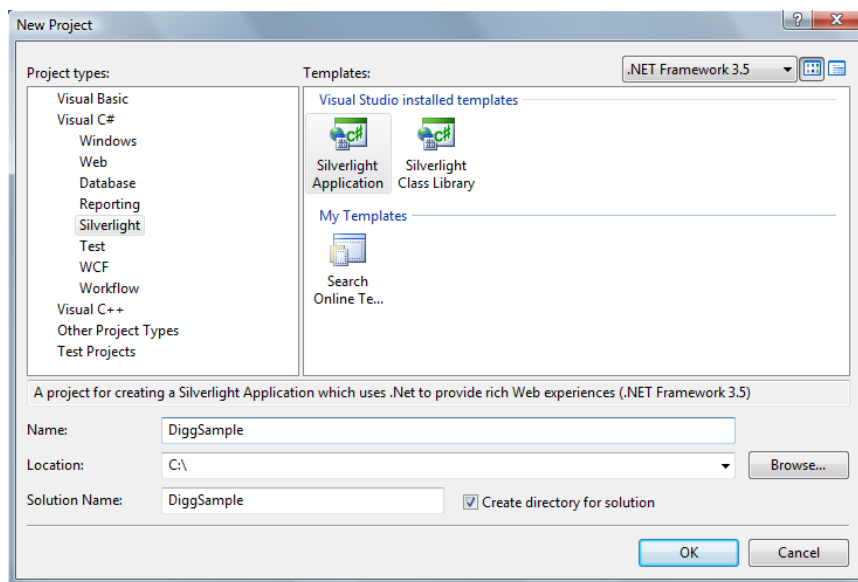 New Project
?
X
Project types:
Templates:
.NET Framework 3.5
Visual Basic
Visual C#
Windows
Web
Database
Reporting
Silverlight
Test
WCF
Workflow
Visual C++
Other Project Types
Test Projects
Visual Studio installed templates
C#
Silverlight
Application
C#
Silverlight
Class Library
My Templates
Search
Online Te...
A project for creating a Silverlight Application which uses .Net to provide rich Web experiences (.NET Framework 3.5)
Name:
DiggSample
Location:
C:\
Browse...
Solution Name:
DiggSample
Create directory for solution
OK
Cancel